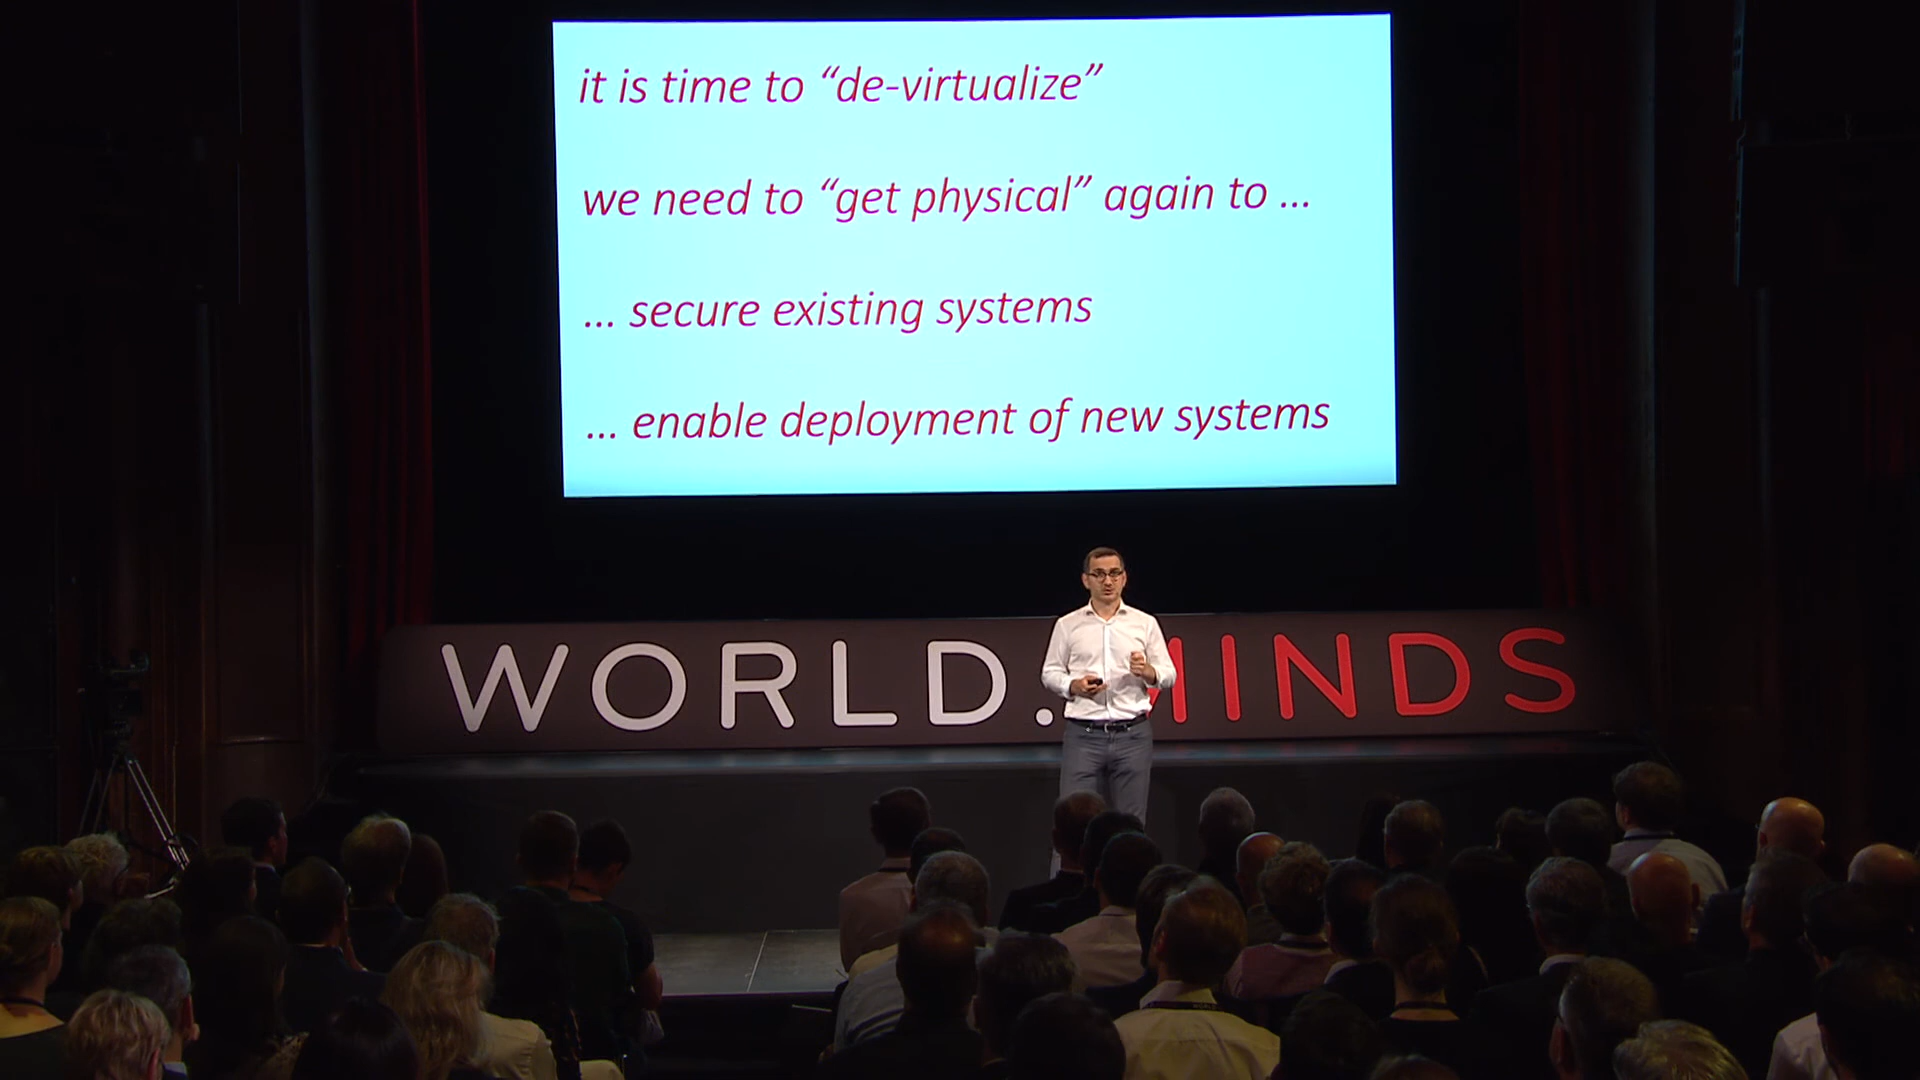 it is time to “de-virtualize”
we need to “get physical” again to ...
... secure existing systems
... enable deployment of new systems
WORLD. INDS